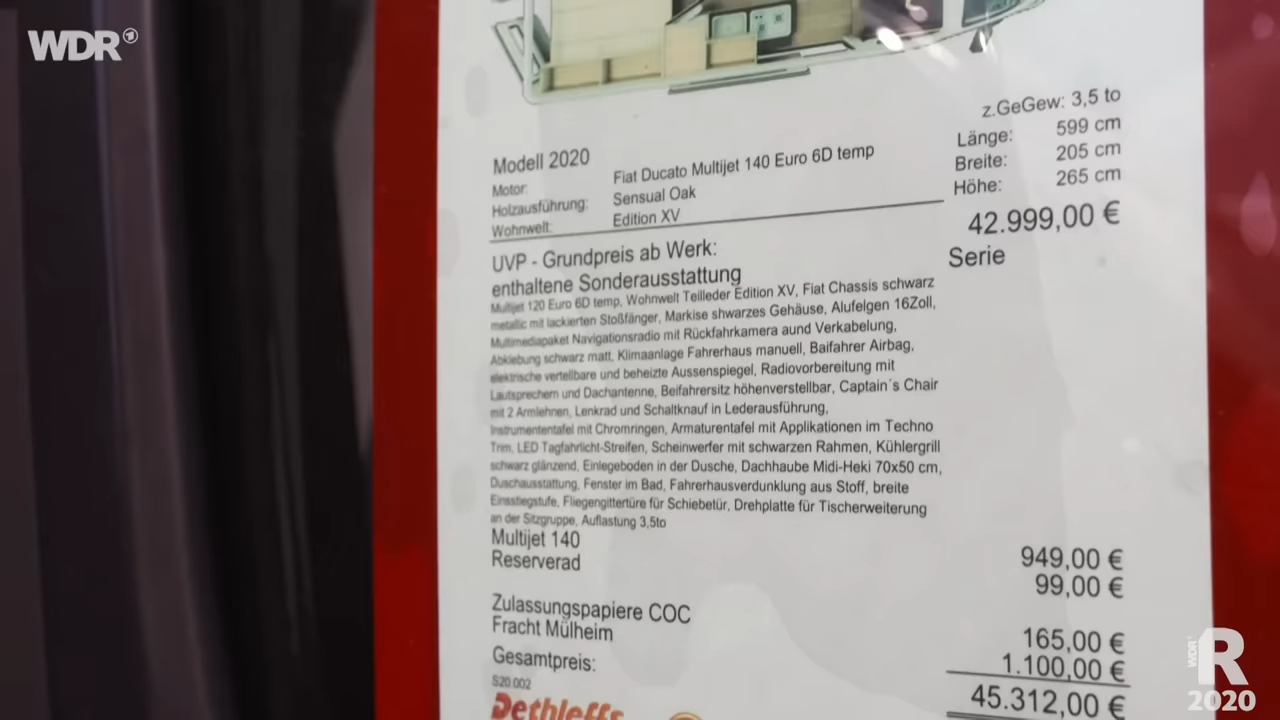 WDR
z.GeGew: 3,5 to
Länge: 599 cm
Breite: 205 cm
Höhe: 265 cm
Modell 2020
Motor: Fiat Ducato Multijet 140 Euro 6D temp
Holzausführung: Sensual Oak
Wohnwelt: Edition XV
UVP - Grundpreis ab Werk: 42.999,00 €
enthaltene Sonderausstattung Serie
Multijet 120 Euro 6D temp, Wohnwelt Teilleder Edition XV, Fiat Chassis schwarz
metallic mit lackierten Stoßfänger, Markise shwarzes Gehäuse, Alufelgen 16Zoll,
Multimediapaket Navigationsradio mit Rückfahrkamera aund Verkabelung,
Abklebung schwarz matt, Klimaanlage Fahrerhaus manuell, Baifahrer Airbag,
elektrische vertellbare und beheizte Aussenspiegel, Radiovorbereitung mit
Lautsprechern und Dachantenne, Beifahrersitz höhenverstellbar, Captain´s Chair
mit 2 Armlehnen, Lenkrad und Schaltknauf in Lederausführung,
Instrumententafel mit Chromringen, Armaturentafel mit Applikationen im Techno
Trim, LED Tagfahrlicht-Streifen, Scheinwerfer mit schwarzen Rahmen, Kühlergrill
schwarz glänzend, Einlegeboden in der Dusche, Dachhaube Midi-Heki 70x50 cm,
Duschausstattung, Fenster im Bad, Fahrerhausverdunklung aus Stoff, breite
Einsstiegstufe, Fliegengittertüre für Schiebetür, Drehplatte für Tischerweiterung
an der Sitzgruppe, Auflastung 3,5to
Multijet 140 949,00 €
Reserverad 99,00 €
Zulassungspapiere COC 165,00 €
Fracht Mülheim 1.100,00 €
Gesamtpreis: 45.312,00 €
S20.002
Dethleffs
WDR R
2020